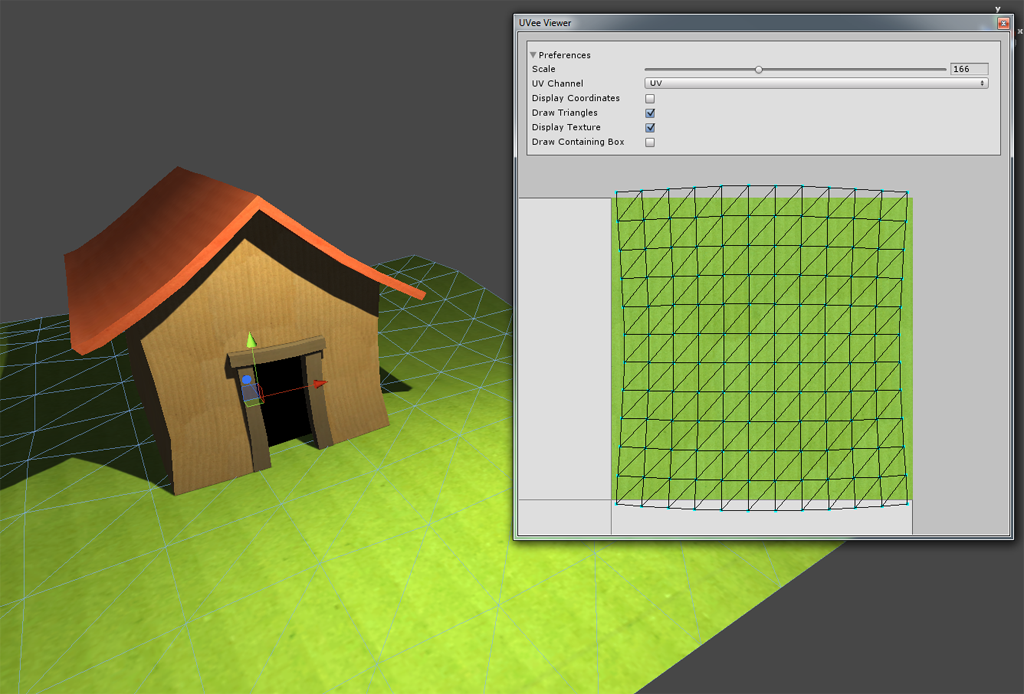 y
UVee Viewer
x
Preferences
Scale 166
UV Channel UV
Display Coordinates
Draw Triangles
Display Texture
Draw Containing Box